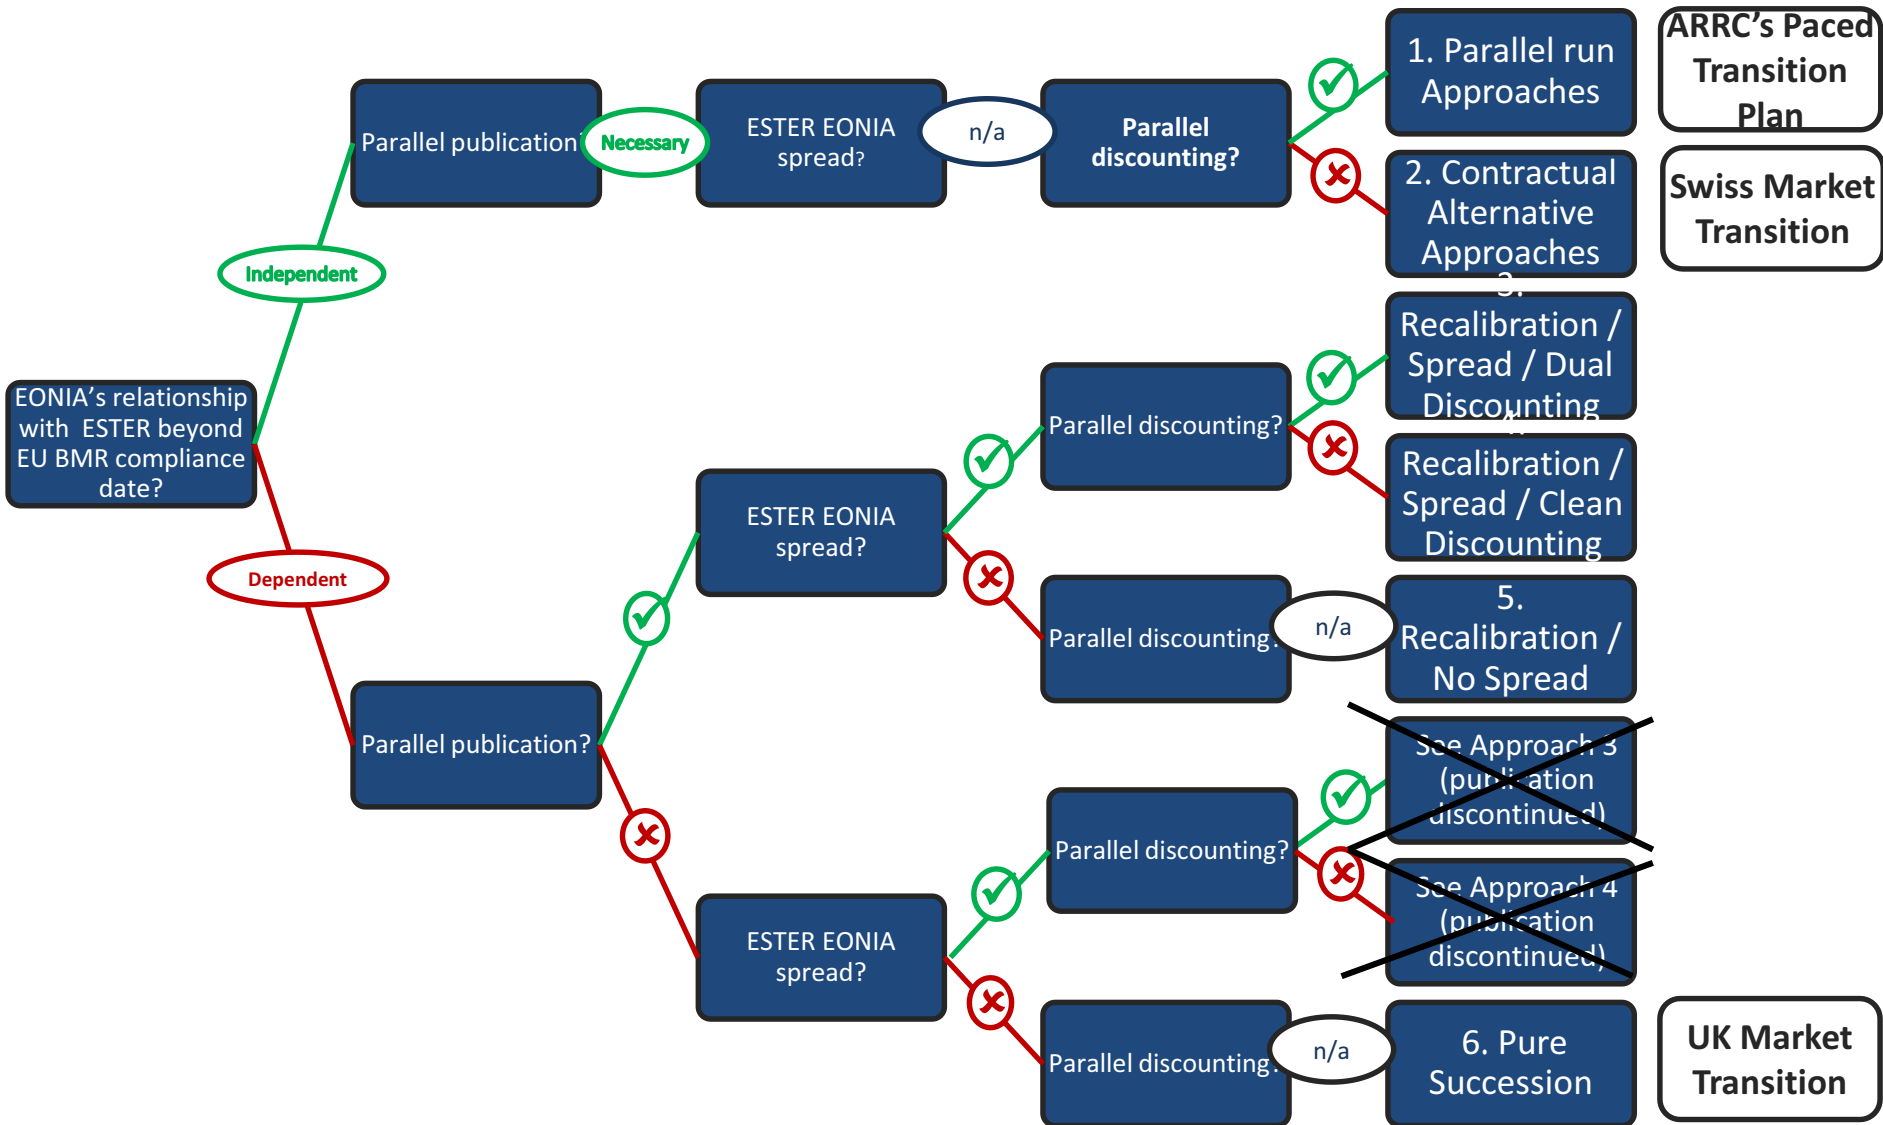 EONIA's relationship
with ESTER beyond
EU BMR compliance
date?
Independent
Dependent
Parallel publication?
Necessary
ESTER EONIA
spread?
n/a
Parallel
discounting?
1. Parallel run
Approaches
ARRC's Paced
Transition
Plan
2. Contractual
Alternative
Approaches
Swiss Market
Transition
Parallel publication?
ESTER EONIA
spread?
Parallel discounting?
3.
Recalibration /
Spread / Dual
Discounting
4.
Recalibration /
Spread / Clean
Discounting
Parallel discounting?
n/a
5.
Recalibration /
No Spread
ESTER EONIA
spread?
Parallel discounting?
See Approach 3
(publication
discontinued)
See Approach 4
(publication
discontinued)
Parallel discounting?
n/a
6. Pure
Succession
UK Market
Transition